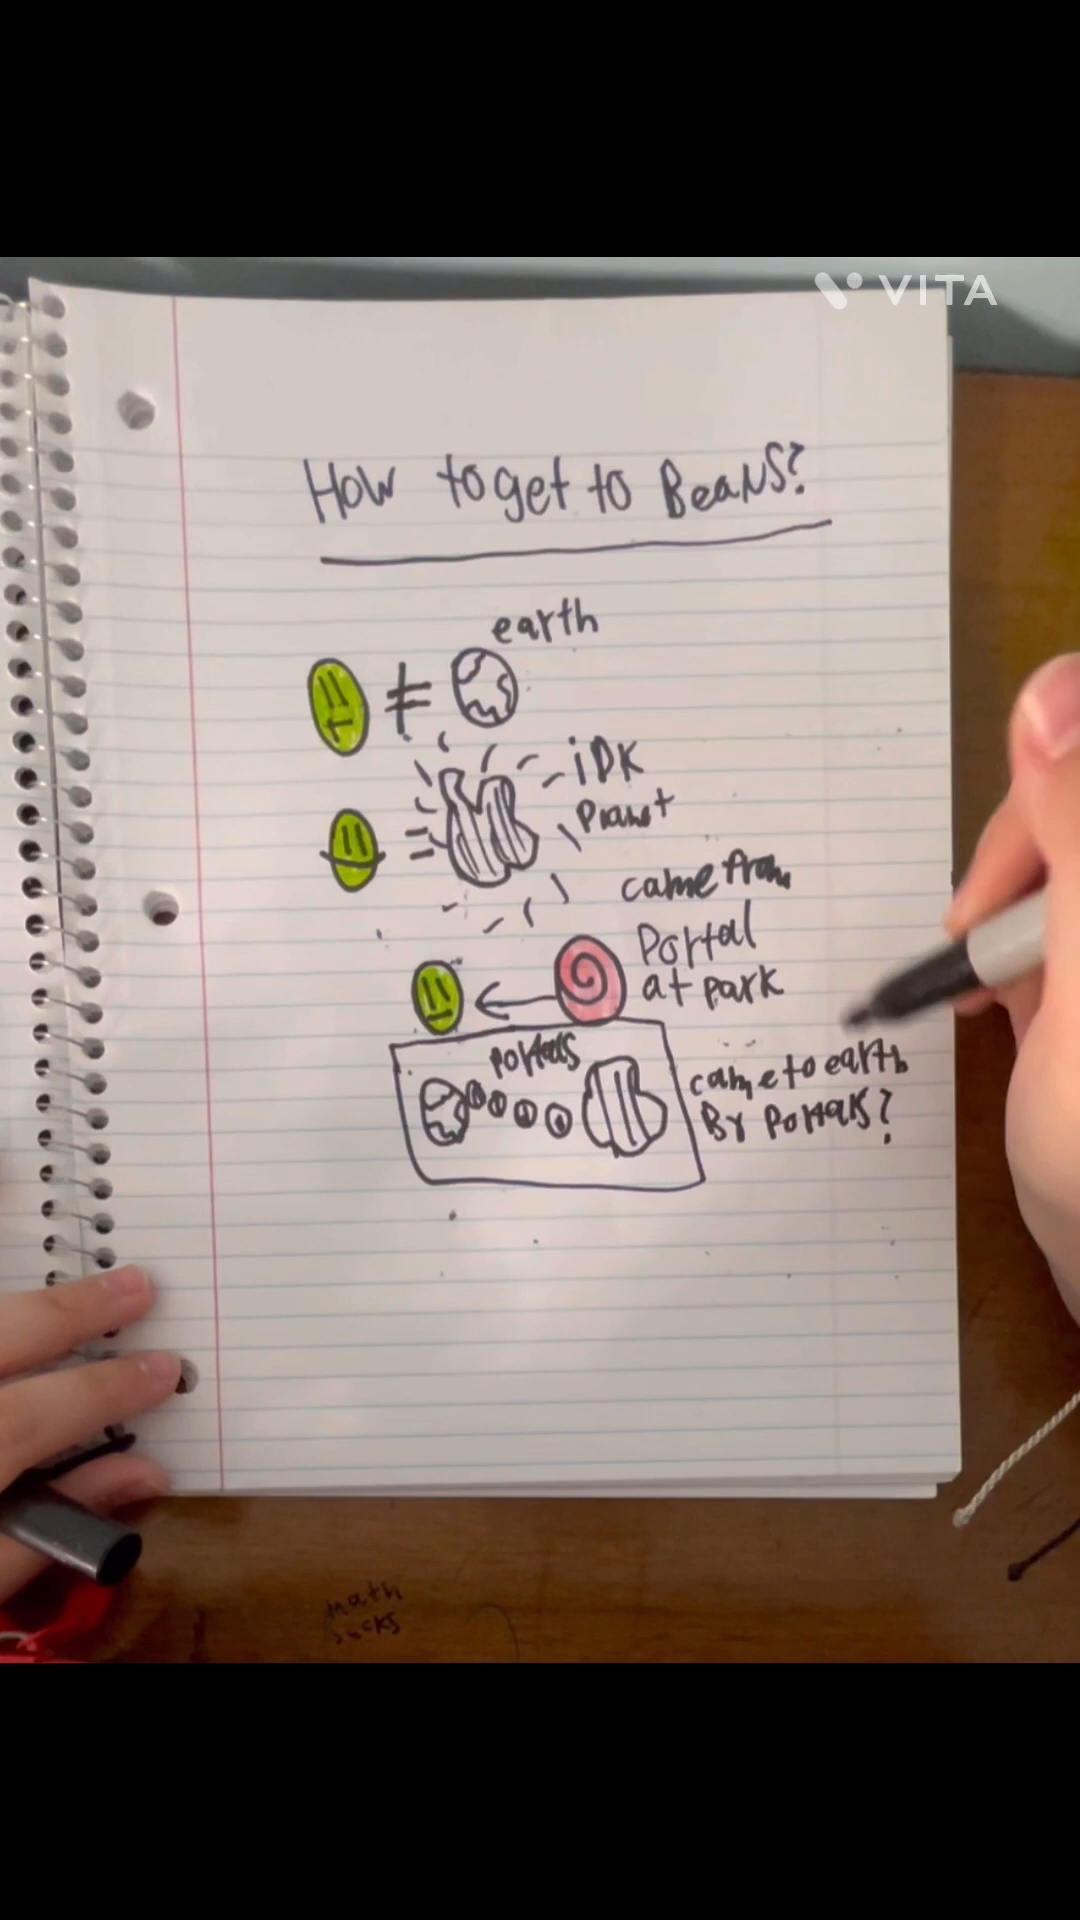 VITA
How to get to BeaNS?
earth
≠
iDK
Planet
=
came from
Portal
at park
Portals
came to earth
By Portals?
math
sucks